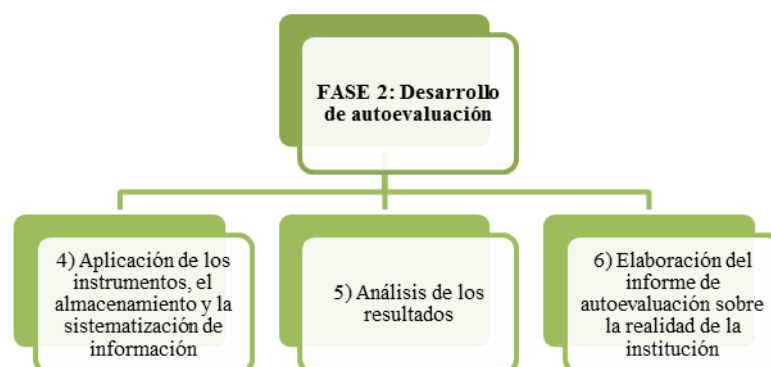 FASE 2: Desarrollo
de autoevaluación
4) Aplicación de los
instrumentos, el
almacenamiento y la
sistematización de
información
5) Análisis de los
resultados
6) Elaboración del
informe de
autoevaluación sobre
la realidad de la
institución